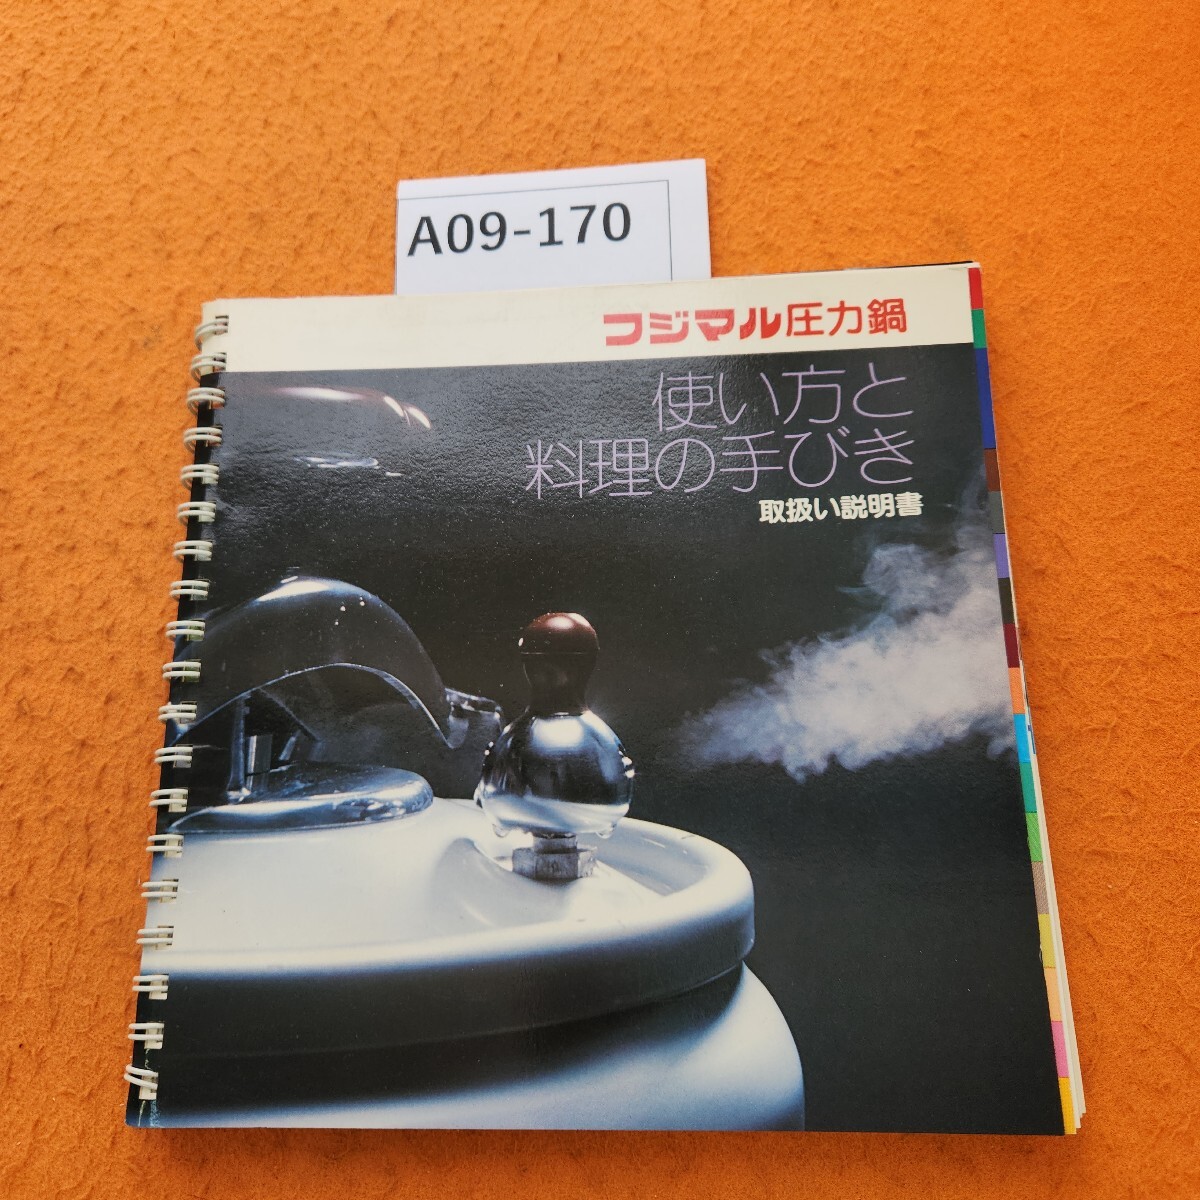 A09-170
フジマル圧力鍋
使い方と
料理の手びき
取扱い説明書